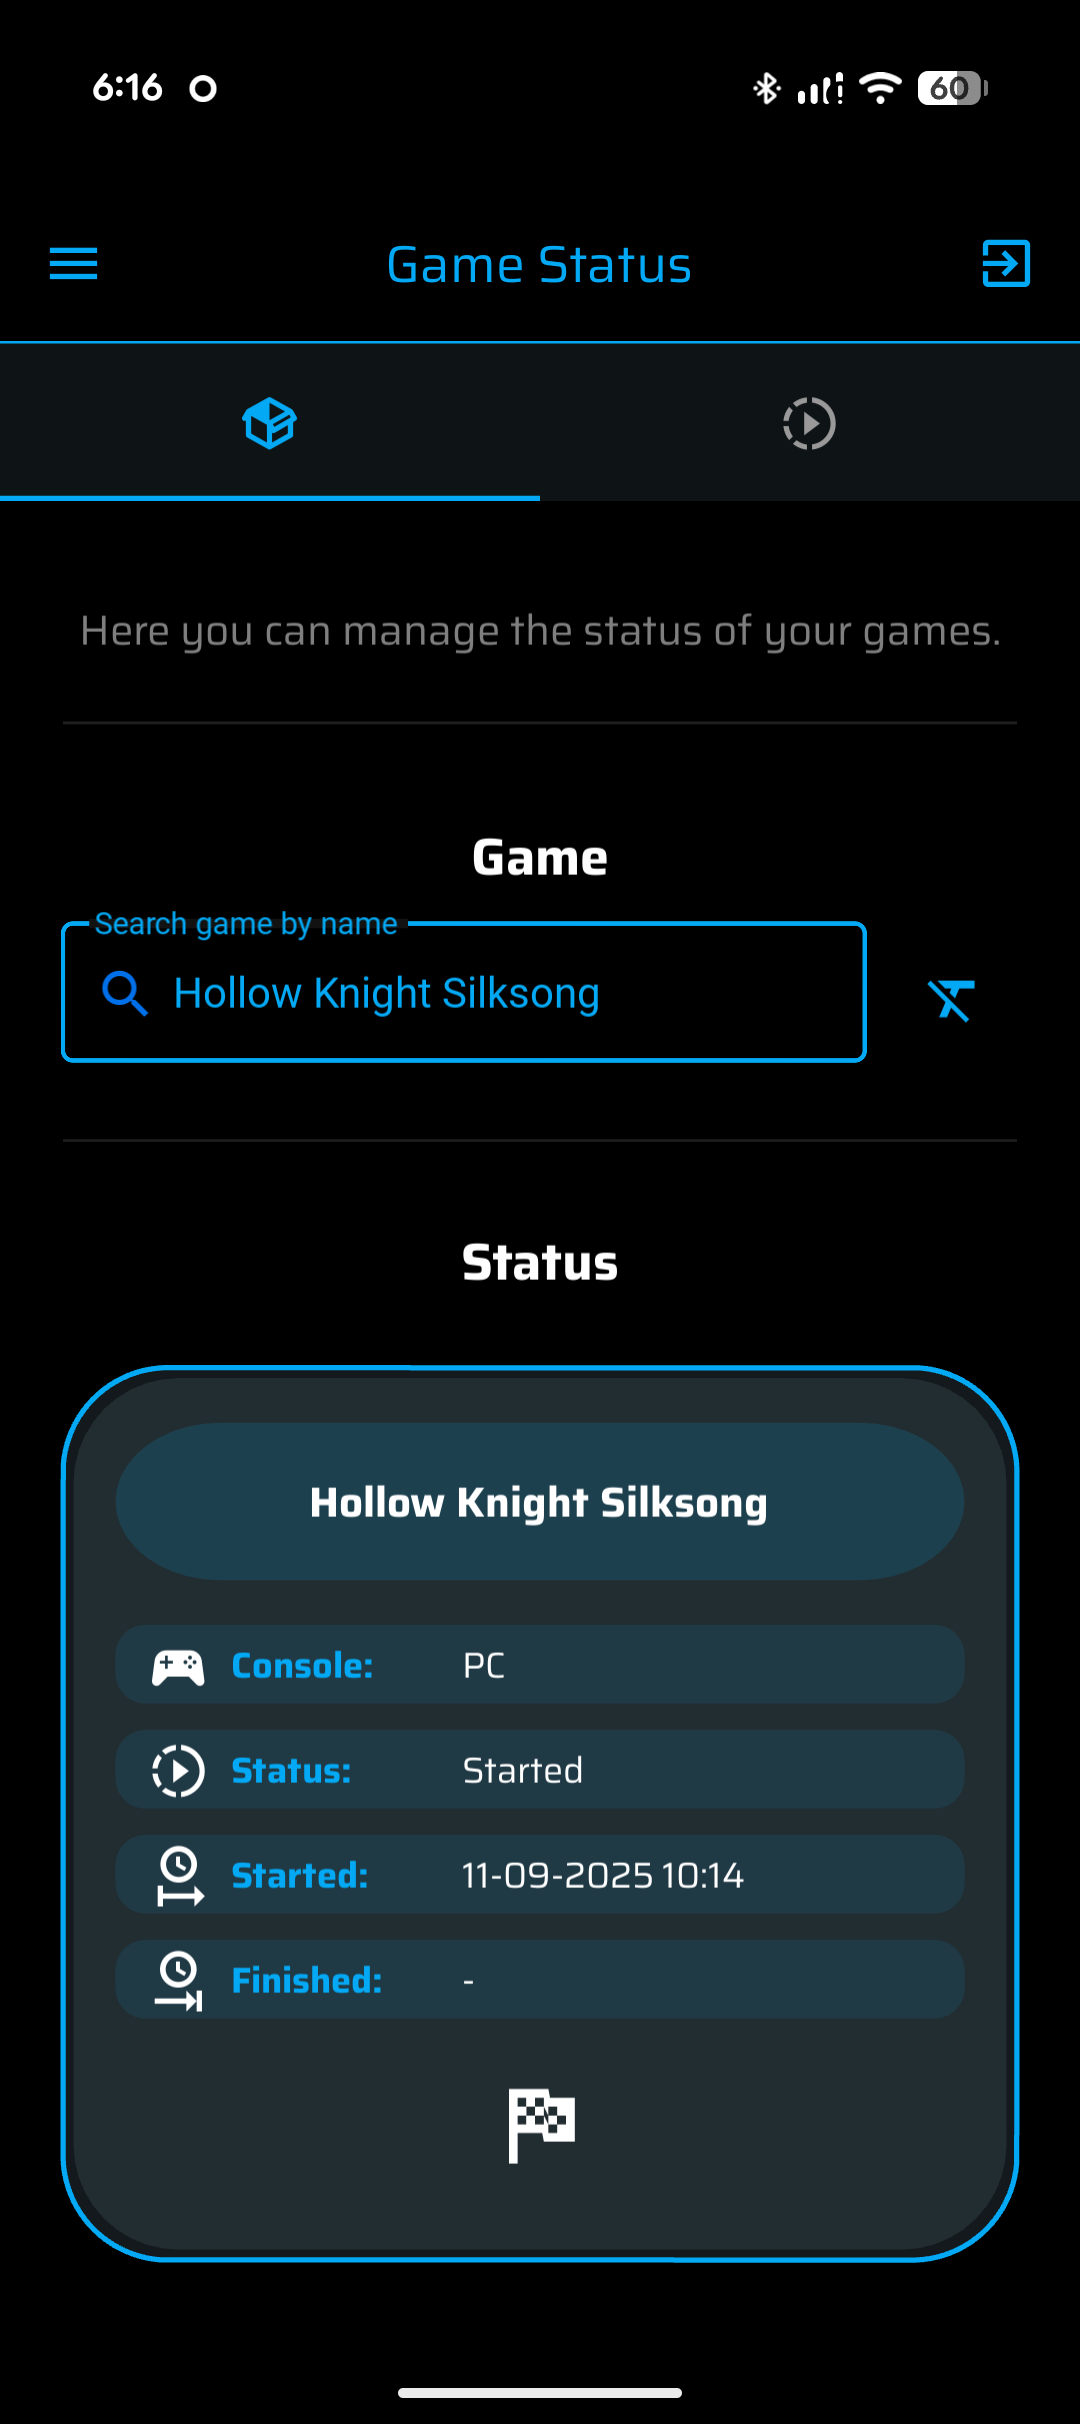 6:16
60
Game Status
Here you can manage the status of your games.
Game
Search game by name
Hollow Knight Silksong
Status
Hollow Knight Silksong
Console: PC
Status: Started
Started: 11-09-2025 10:14
Finished: -